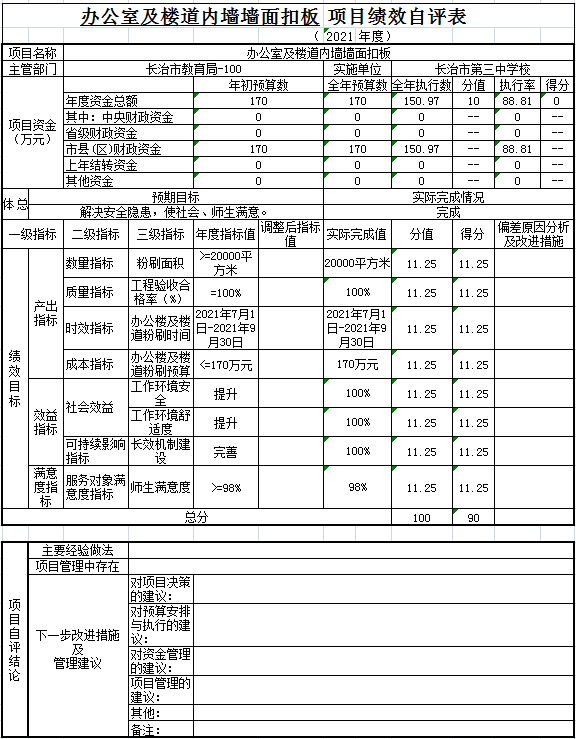 办公室及楼道内墙墙面扣板 项目绩效自评表
（ 2021 年度）
项目名称 办公室及楼道内墙墙面扣板
主管部门 长治市教育局-100 实施单位 长治市第三中学校
项目资金（万元） 年初预算数 全年预算数 全年执行数 分值 执行率 得分
年度资金总额 170 170 150.97 10 88.81 0
其中：中央财政资金 0 0 0 -- 0 --
省级财政资金 0 0 0 -- 0 --
市县(区)财政资金 170 170 150.97 -- 88.81 --
上年结转资金 0 0 0 -- 0 --
其他资金 0 0 0 -- 0 --
体 总 预期目标 实际完成情况
解决安全隐患，使社会、师生满意。 完成
一级指标 二级指标 三级指标 年度指标值 调整后指标值 实际完成值 分值 得分 偏差原因分析及改进措施
绩效目标 产出指标 数量指标 粉刷面积 >=20000平方米 20000平方米 11.25 11.25
质量指标 工程验收合格率（%） =100% 100% 11.25 11.25
时效指标 办公楼及楼道粉刷时间 2021年7月1日-2021年9月30日 2021年7月1日-2021年9月30日 11.25 11.25
成本指标 办公楼及楼道粉刷预算 <=170万元 170万元 11.25 11.25
效益指标 社会效益 工作环境安全 提升 100% 11.25 11.25
工作环境舒适度 提升 100% 11.25 11.25
可持续影响指标 长效机制建设 完善 100% 11.25 11.25
满意度指标 服务对象满意度指标 师生满意度 >=98% 98% 11.25 11.25
总分 100 90
项目自评结论 主要经验做法
项目管理中存在
下一步改进措施及管理建议 对项目决策的建议：
对预算安排与执行的建议：
对资金管理的建议：
项目管理的建议：
其他：
备注：